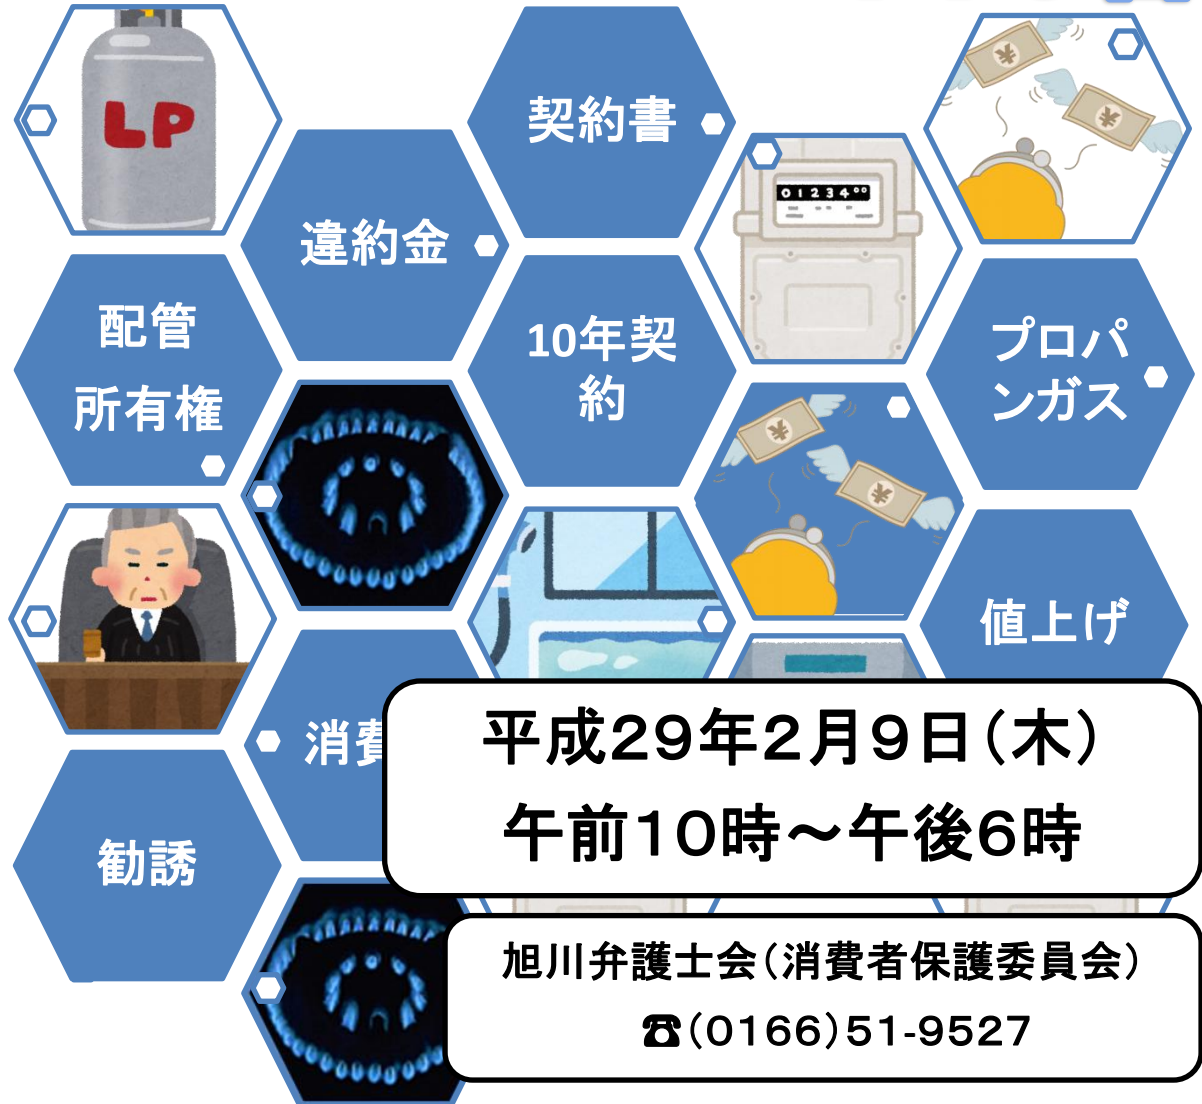 LP
契約書
違約金
01234⁰⁰
配管
所有権
10年契
約
プロパ
ンガス
¥
¥
¥
¥
値上げ
消費
平成29年2月9日(木)
午前10時~午後6時
勧誘
旭川弁護士会(消費者保護委員会)
☎(0166)51-9527